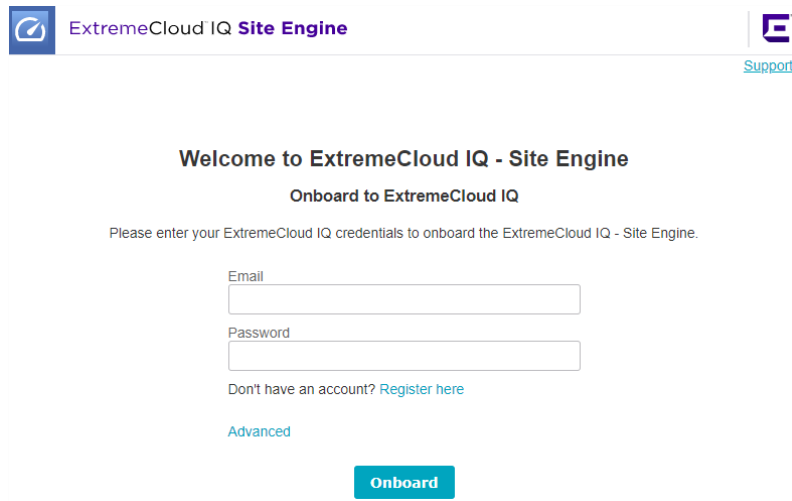 ExtremeCloud™ IQ Site Engine
E
Support
Welcome to ExtremeCloud IQ - Site Engine
Onboard to ExtremeCloud IQ
Please enter your ExtremeCloud IQ credentials to onboard the ExtremeCloud IQ - Site Engine.
Email
Password
Don't have an account? Register here
Advanced
Onboard